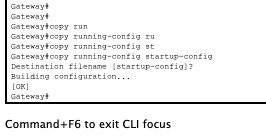 Gateway#
Gateway#
Gateway#copy run
Gateway#copy running-config ru
Gateway#copy running-config st
Gateway#copy running-config startup-config
Destination filename [startup-config]?
Building configuration...
[OK]
Gateway#
Command+F6 to exit CLI focus